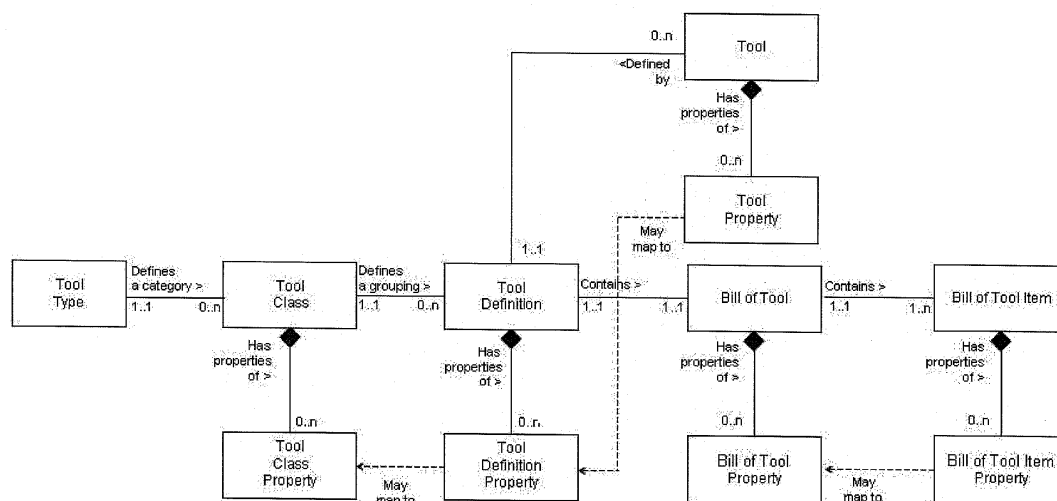 0..n
Tool
<Defined
by
Has
properties
of >
0..n
Tool
Property
May
map to
1..1
Tool
Type
Defines
a category >
1..1
0..n
Tool
Class
Defines
a grouping >
1..1
0..n
Tool
Definition
Contains >
1..1
1..1
Bill of Tool
Contains >
1..1
1..n
Bill of Tool Item
Has
properties
of >
0..n
Has
properties
of >
0..n
Has
properties
of >
0..n
Has
properties
of >
0..n
Tool
Class
Property
May
map to
Tool
Definition
Property
Bill of Tool
Property
May
map to
Bill of Tool Item
Property